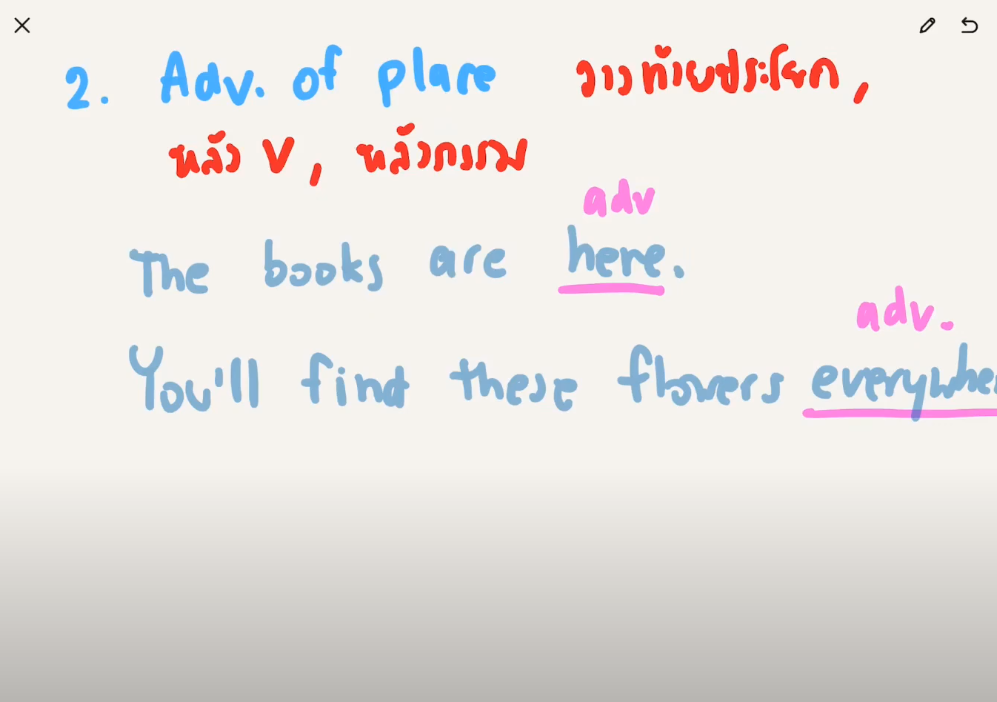 2. Adv. of place วางท้ายประโยค,
หลัง V, หลังกรรม
adv
The books are here.
adv.
You'll find these flowers everywhe